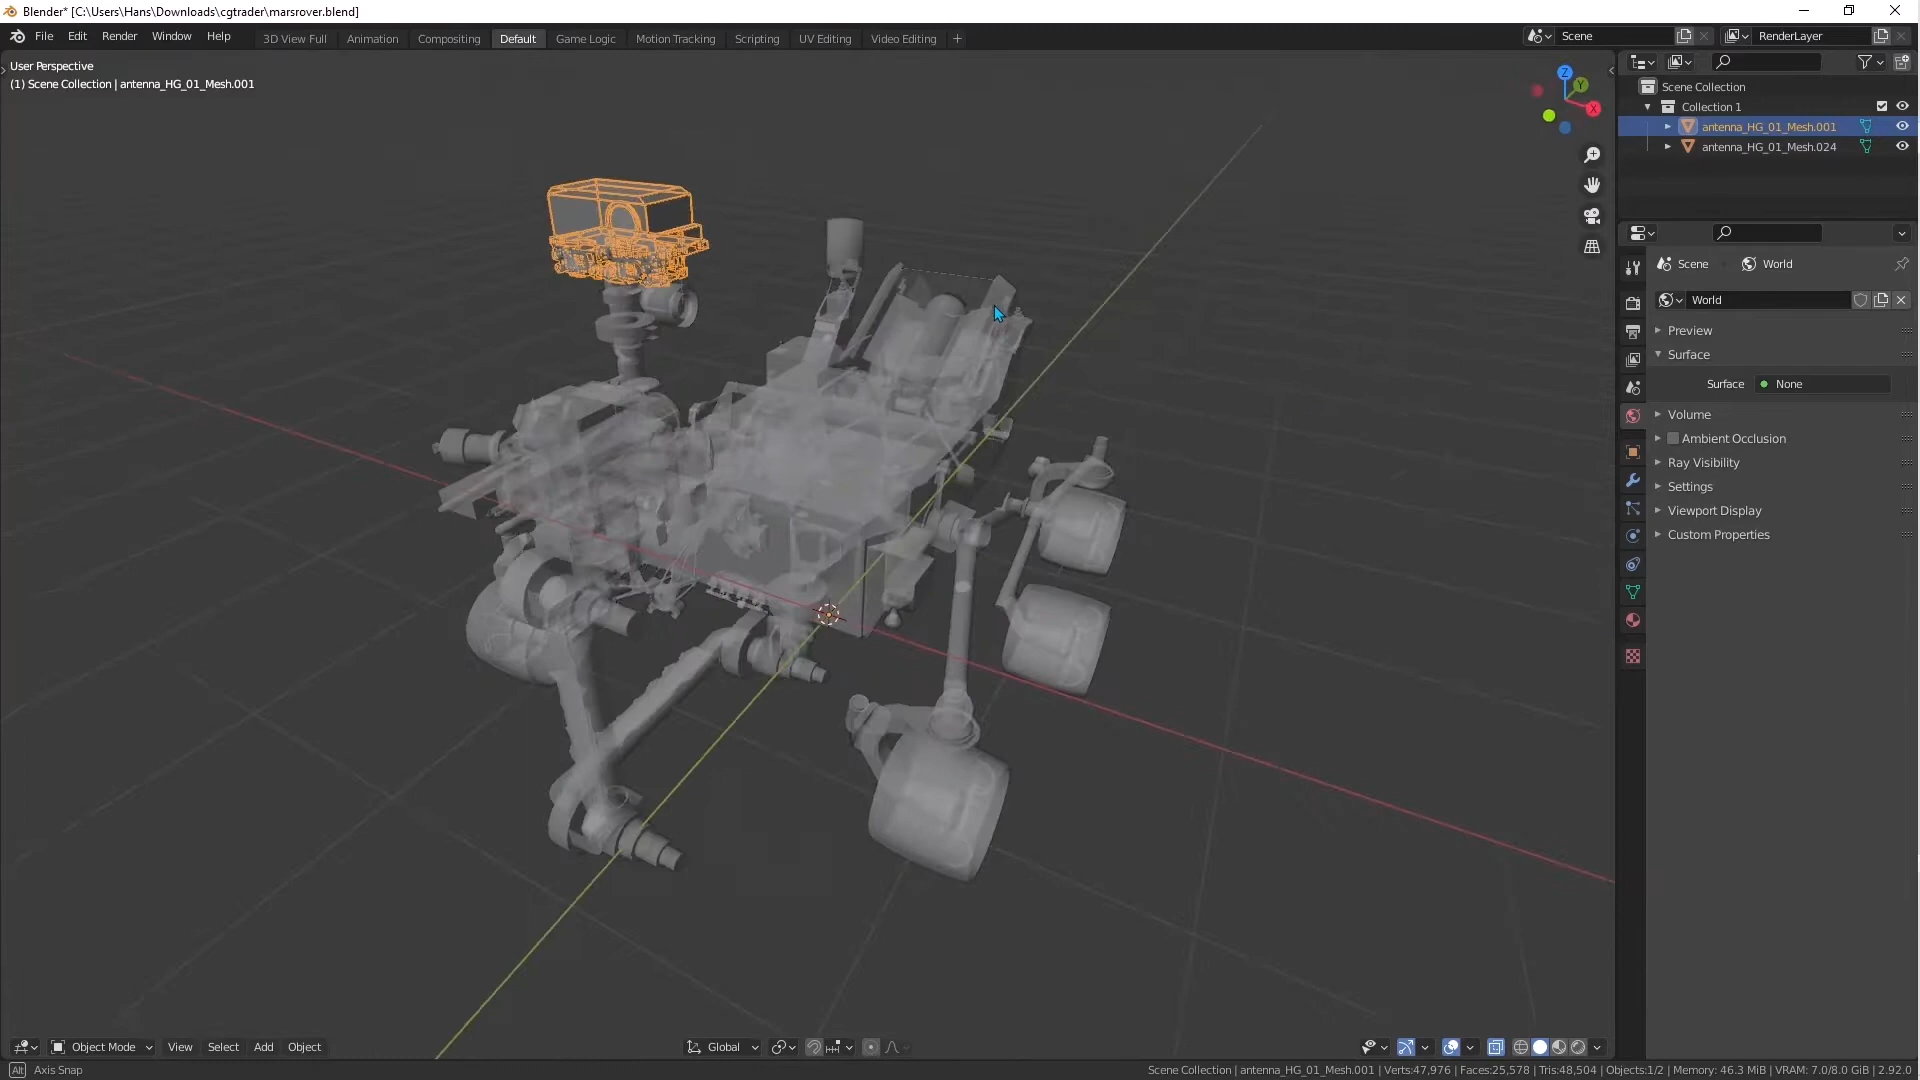 Blender* [C:\Users\Hans\Downloads\cgtrader\marsrover.blend]
File Edit Render Window Help 3D View Full Animation Compositing Default Game Logic Motion Tracking Scripting UV Editing Video Editing + Scene RenderLayer
User Perspective
(1) Scene Collection | antenna_HG_01_Mesh.001
Z
Y
X
Scene Collection
Collection 1
antenna_HG_01_Mesh.001
antenna_HG_01_Mesh.024
Scene World
World
Preview
Surface
Surface None
Volume
Ambient Occlusion
Ray Visibility
Settings
Viewport Display
Custom Properties
Object Mode View Select Add Object Global
Alt Axis Snap Scene Collection | antenna_HG_01_Mesh.001 | Verts:47,976 | Faces:25,578 | Tris:48,504 | Objects:1/2 | Memory: 46.3 MiB | VRAM: 7.0/8.0 GiB | 2.92.0